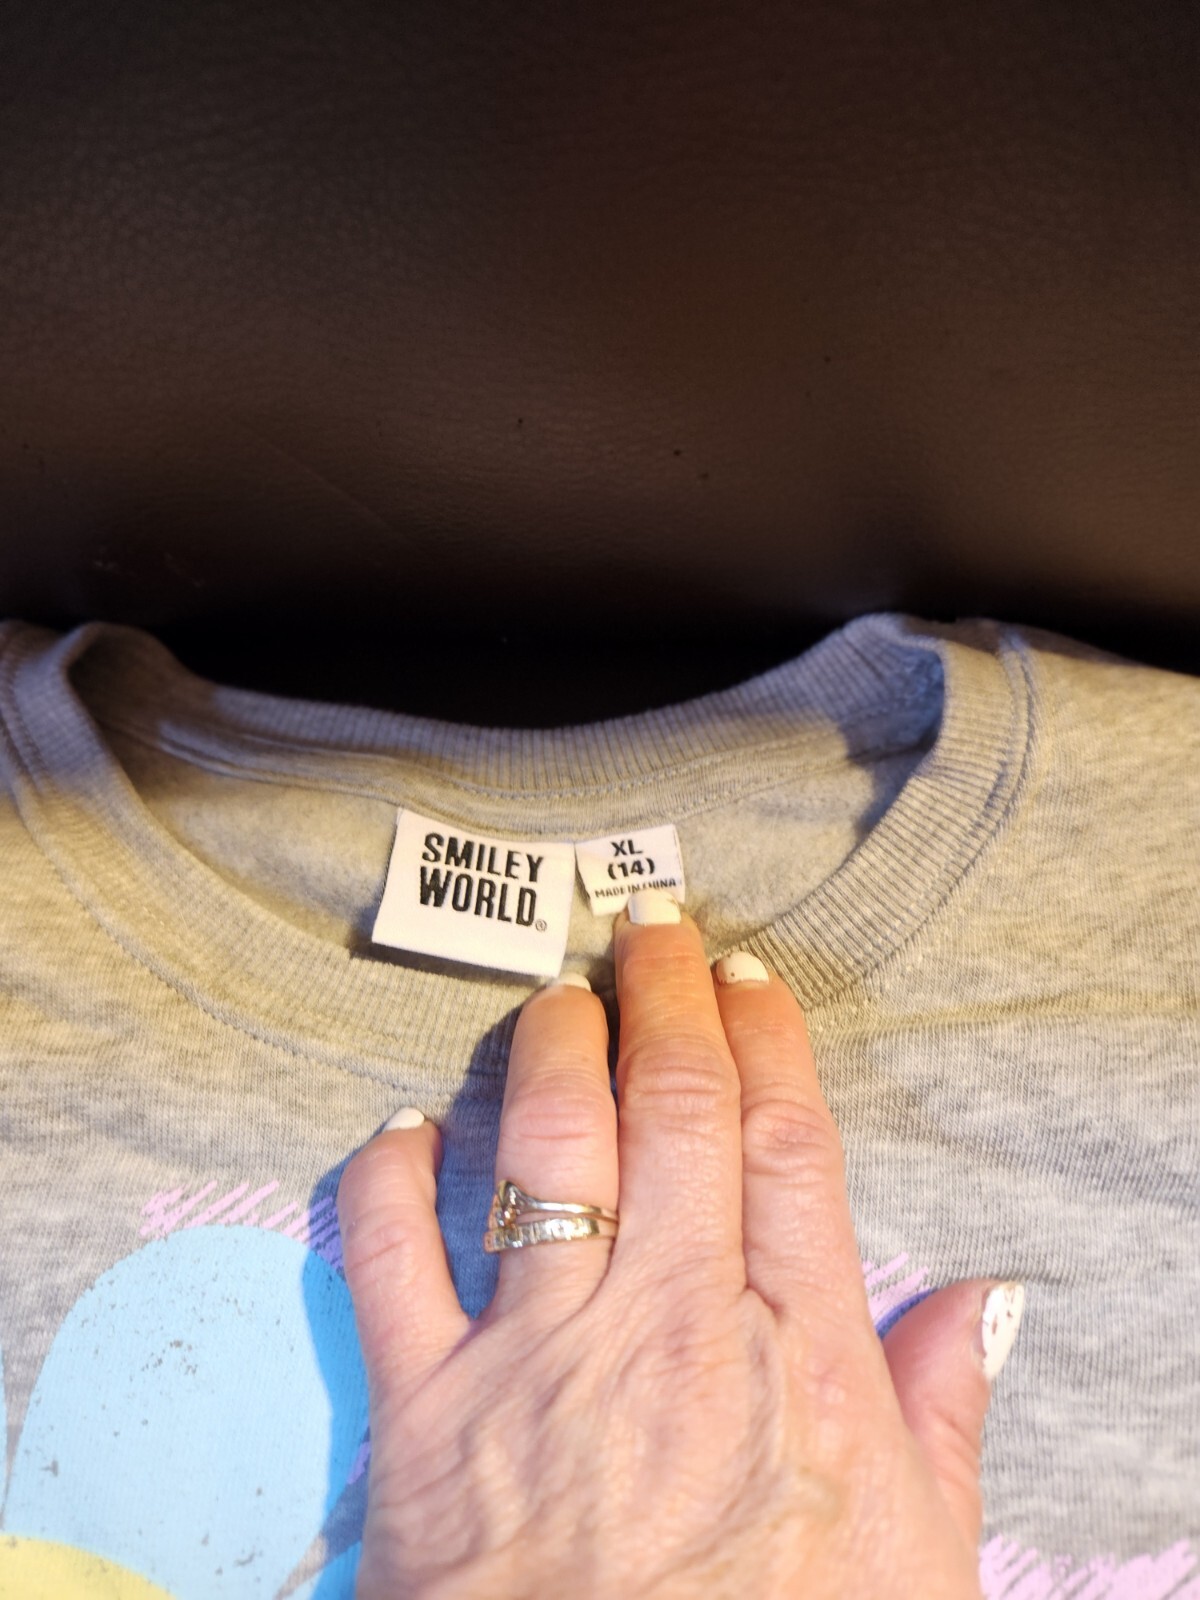 SMILEY
WORLD®
XL
(14)
MADE IN CHINA